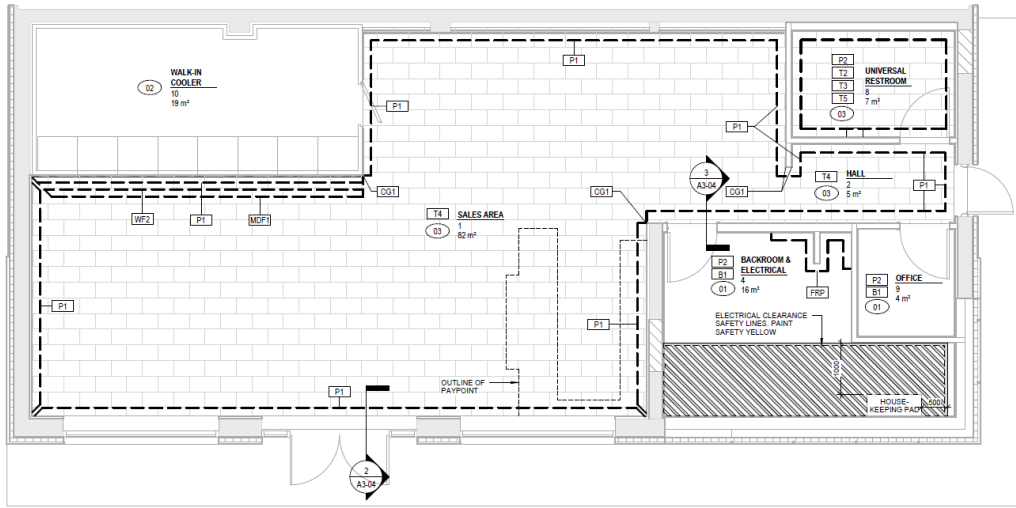 P1
02
WALK-IN
COOLER
10
19 m²
P1
P2
T2
T3
T5
03
UNIVERSAL
RESTROOM
8
7 m²
P1
3
A3-04
T4
03
HALL
2
5 m²
P1
CG1
CG1
CG1
WF2
P1
MDF1
T4
03
SALES AREA
1
82 m²
P2
B1
01
BACKROOM &
ELECTRICAL
4
16 m²
FRP
P2
B1
01
OFFICE
9
4 m²
P1
P1
ELECTRICAL CLEARANCE
SAFETY LINES. PAINT
SAFETY YELLOW
1000
OUTLINE OF
PAYPOINT
P1
HOUSE-
KEEPING PAD
500
2
A3-04